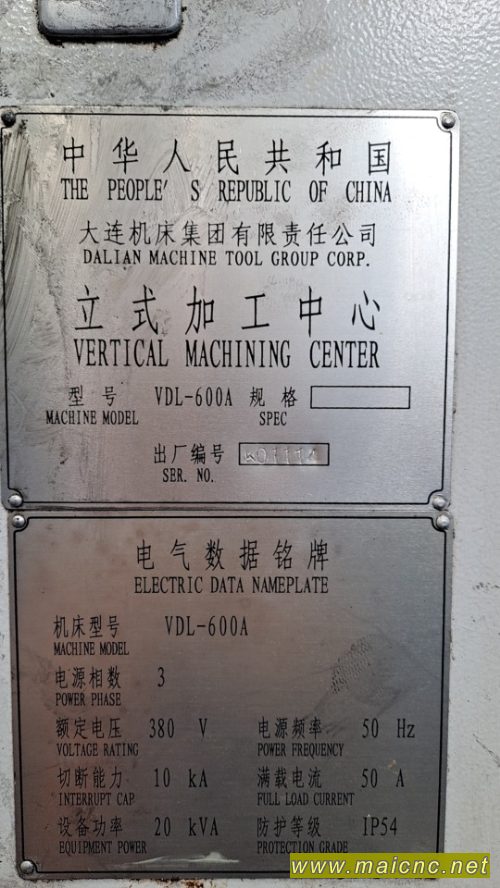 中华人民共和国
THE PEOPLE' S REPUBLIC OF CHINA
大连机床集团有限责任公司
DALIAN MACHINE TOOL GROUP CORP.
立式加工中心
VERTICAL MACHINING CENTER
型号 VDL-600A 规格
MACHINE MODEL SPEC
出厂编号
SER. NO.
电气数据铭牌
ELECTRIC DATA NAMEPLATE
机床型号 VDL-600A
MACHINE MODEL
电源相数 3
POWER PHASE
额定电压 380 V 电源频率 50 Hz
VOLTAGE RATING POWER FREQUENCY
切断能力 10 kA 满载电流 50 A
INTERRUPT CAP FULL LOAD CURRENT
设备功率 20 kVA 防护等级 IP54
EQUIPMENT POWER PROTECTION GRADE
www.maicnc.net